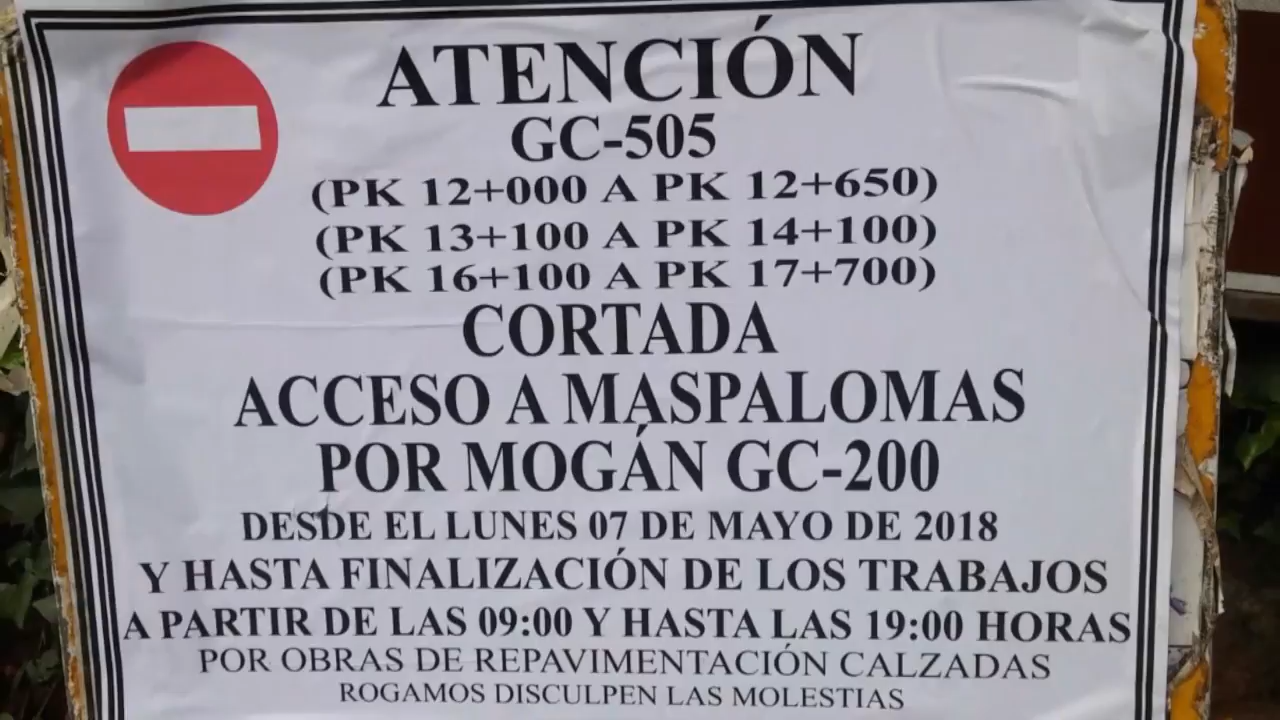 ATENCIÓN
GC-505
(PK 12+000 A PK 12+650)
(PK 13+100 A PK 14+100)
(PK 16+100 A PK 17+700)
CORTADA
ACCESO A MASPALOMAS
POR MOGÁN GC-200
DESDE EL LUNES 07 DE MAYO DE 2018
Y HASTA FINALIZACIÓN DE LOS TRABAJOS
A PARTIR DE LAS 09:00 Y HASTA LAS 19:00 HORAS
POR OBRAS DE REPAVIMENTACIÓN CALZADAS
ROGAMOS DISCULPEN LAS MOLESTIAS